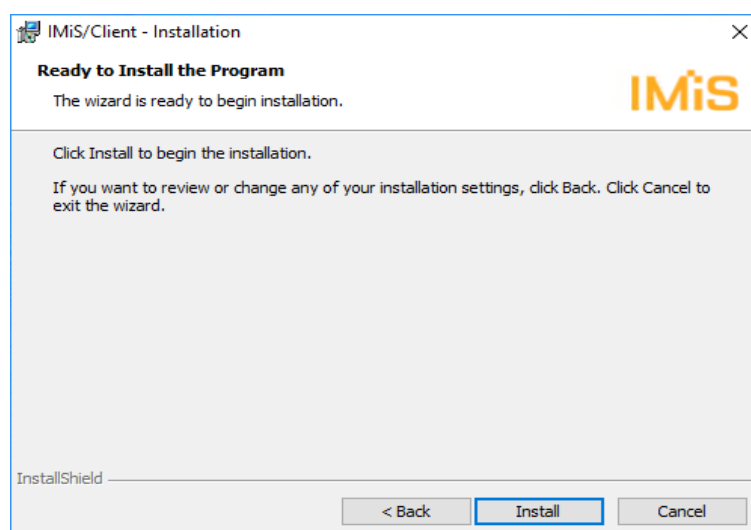 IMiS/Client - Installation
Ready to Install the Program
The wizard is ready to begin installation.
IMiS
Click Install to begin the installation.
If you want to review or change any of your installation settings, click Back. Click Cancel to
exit the wizard.
InstallShield
< Back
Install
Cancel